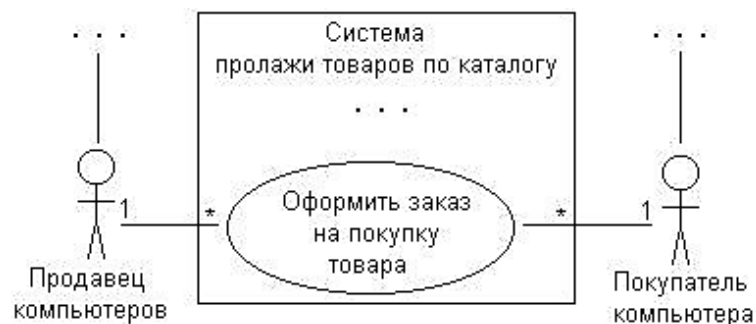 . . .
Система
пролажи товаров по каталогу
. . .
. . .
Оформить заказ
на покупку
товара
1
*
*
1
Продавец
компьютеров
Покупатель
компьютера